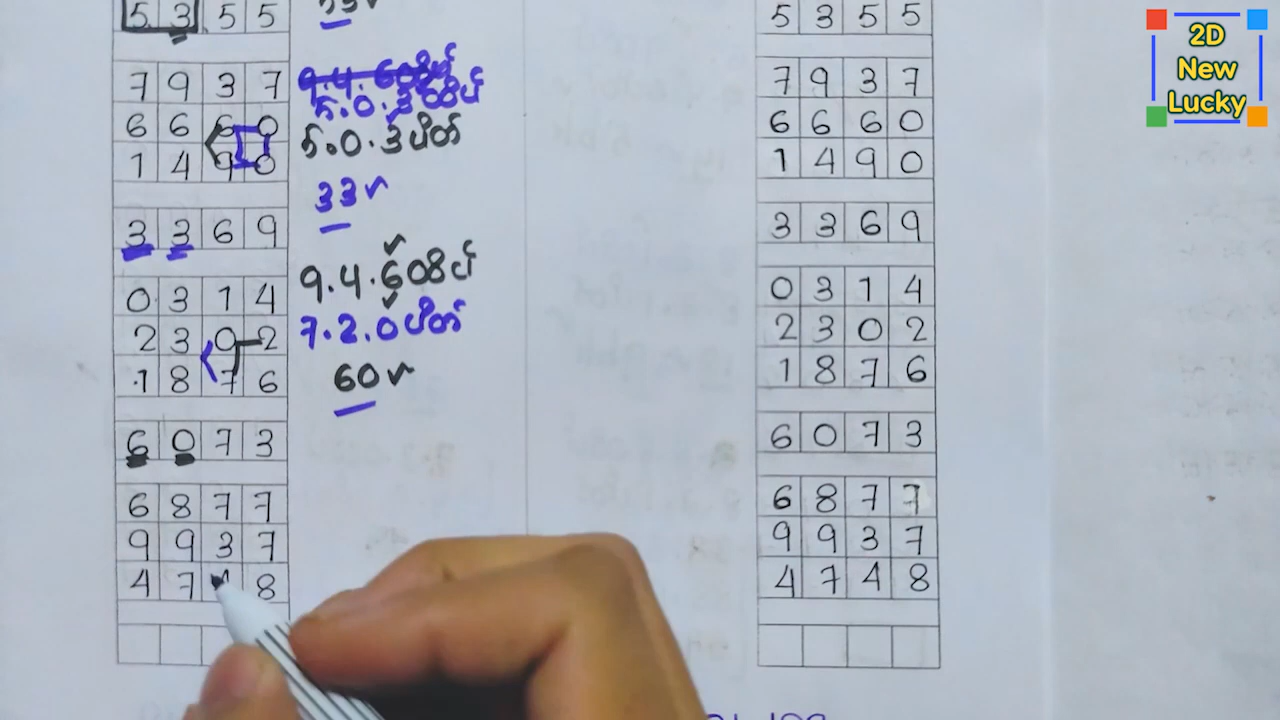 5 3 5 5
7 9 3 7
6 6 6 0
1 4 9 0
3 3 6 9
0 3 1 4
2 3 0 2
1 8 7 6
6 0 7 3
6 8 7 7
9 9 3 7
4 7 4 8
5.0.3 ပိတ်
33 ✓
9.4.608ပ်
7.2.0 ပိတ်
60 ✓
5 3 5 5
7 9 3 7
6 6 6 0
1 4 9 0
3 3 6 9
0 3 1 4
2 3 0 2
1 8 7 6
6 0 7 3
6 8 7 7
9 9 3 7
4 7 4 8
2D
New
Lucky